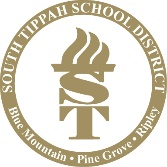 SOUTH TIPPAH SCHOOL DISTRICT
ST
Blue Mountain • Pine Grove • Ripley